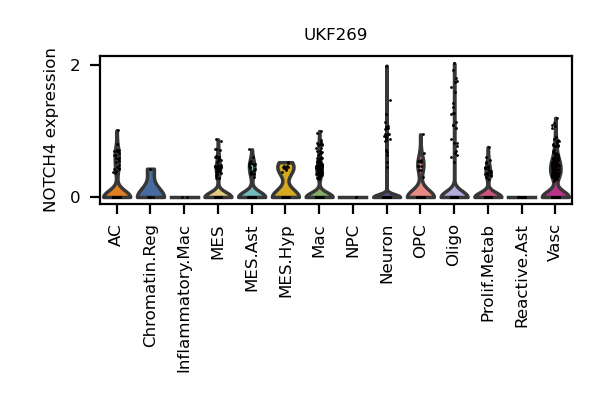 UKF269
NOTCH4 expression
2
0
AC
Chromatin.Reg
Inflammatory.Mac
MES
MES.Ast
MES.Hyp
Mac
NPC
Neuron
OPC
Oligo
Prolif.Metab
Reactive.Ast
Vasc